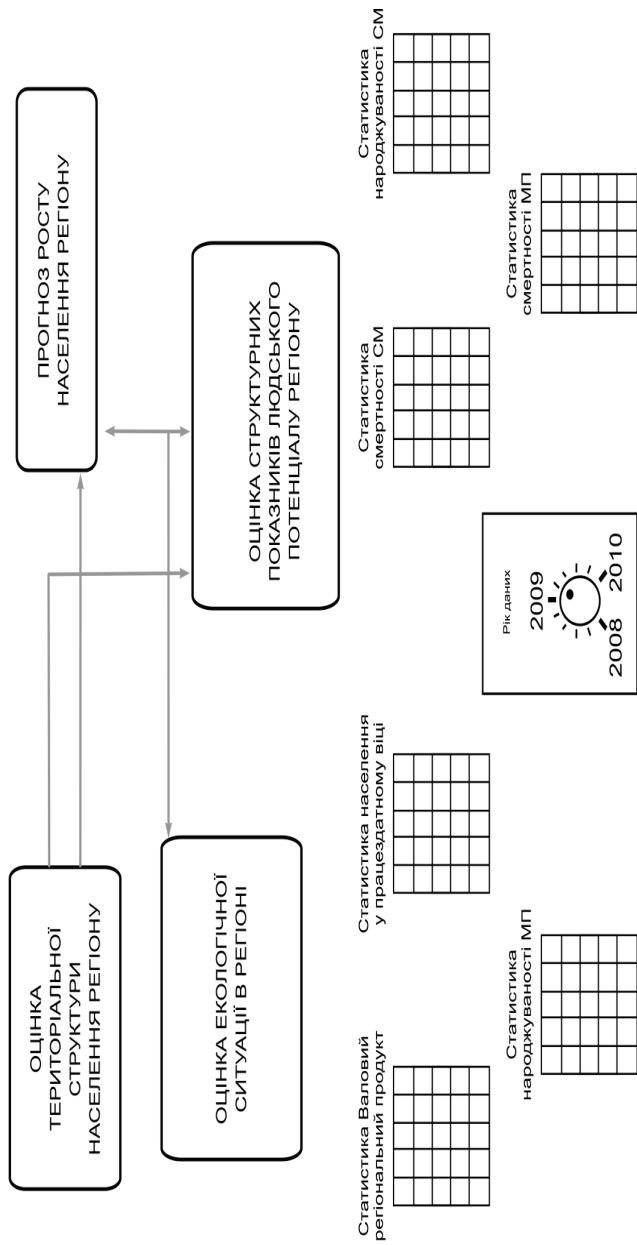 ОЦІНКА
ТЕРИТОРІАЛЬНОЇ
СТРУКТУРИ
НАСЕЛЕННЯ РЕГІОНУ
ПРОГНОЗ РОСТУ
НАСЕЛЕННЯ РЕГІОНУ
ОЦІНКА ЕКОЛОГІЧНОЇ
СИТУАЦІЇ В РЕГІОНІ
ОЦІНКА СТРУКТУРНИХ
ПОКАЗНИКІВ ЛЮДСЬКОГО
ПОТЕНЦІАЛУ РЕГІОНУ
Статистика Валовий
регіональний продукт
Статистика населення
у працездатному віці
Статистика
смертності СМ
Статистика
народжуваності СМ
Рік даних
2009
2008
2010
Статистика
народжуваності МП
Статистика
смертності МП